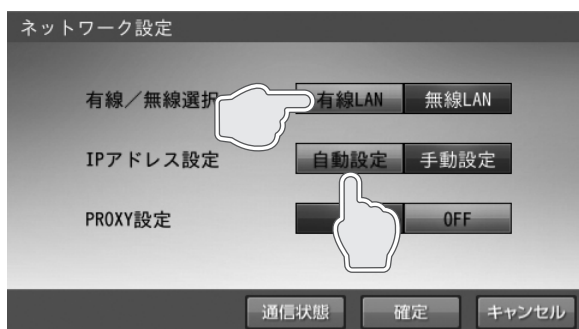 ネットワーク設定
有線／無線選択 有線LAN 無線LAN
IPアドレス設定 自動設定 手動設定
PROXY設定 OFF
通信状態 確定 キャンセル